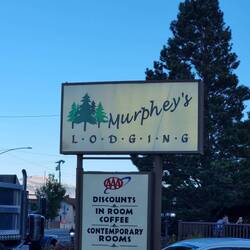 Murphey's
L·O·D·G·I·N·G
AAA
DISCOUNTS
IN ROOM
COFFEE
CONTEMPORARY
ROOMS